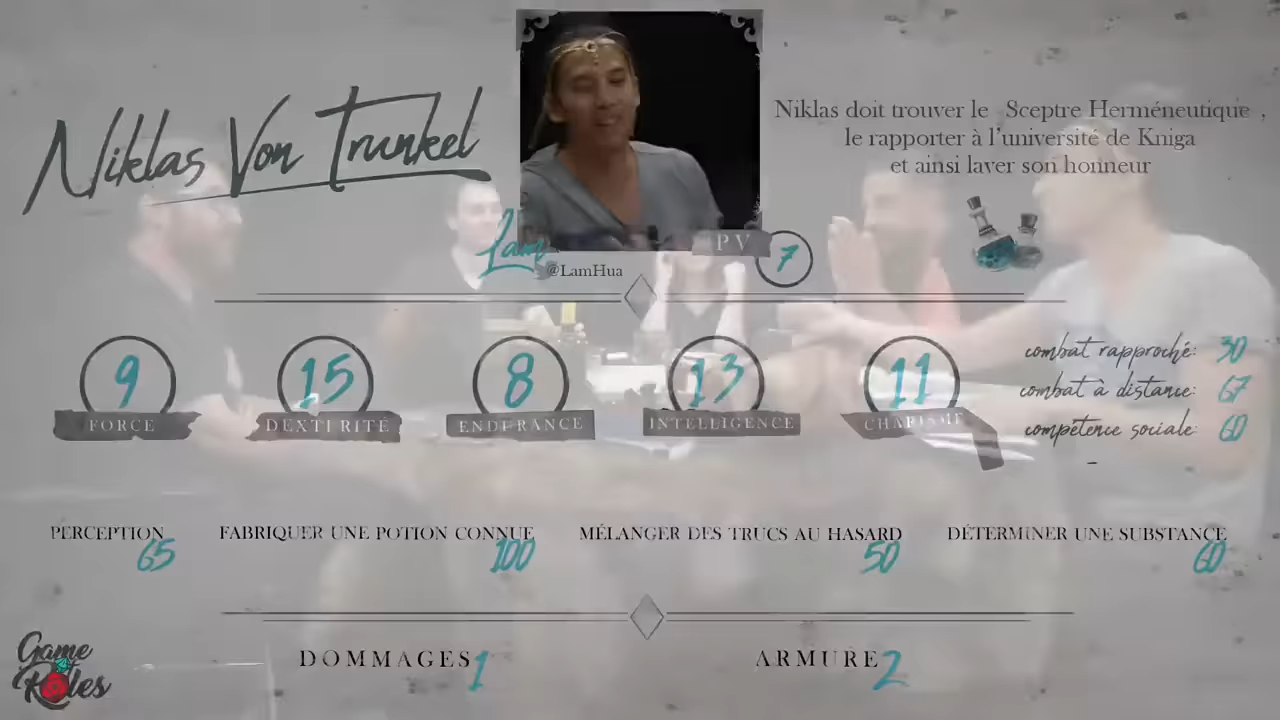 Niklas Von Trunkel
Niklas doit trouver le Sceptre Herméneutique ,
le rapporter à l'université de Kniga
et ainsi laver son honneur
Lam
@LamHua
PV
7
9
15
8
13
11
FORCE
DEXTÉRITÉ
ENDURANCE
INTELLIGENCE
CHARISME
combat rapproché: 30
combat à distance: 67
compétence sociale: 60
-
PERCEPTION
65
FABRIQUER UNE POTION CONNUE
100
MÉLANGER DES TRUCS AU HASARD
50
DÉTERMINER UNE SUBSTANCE
60
DOMMAGES 1
ARMURE 2
Game
of
Rôles